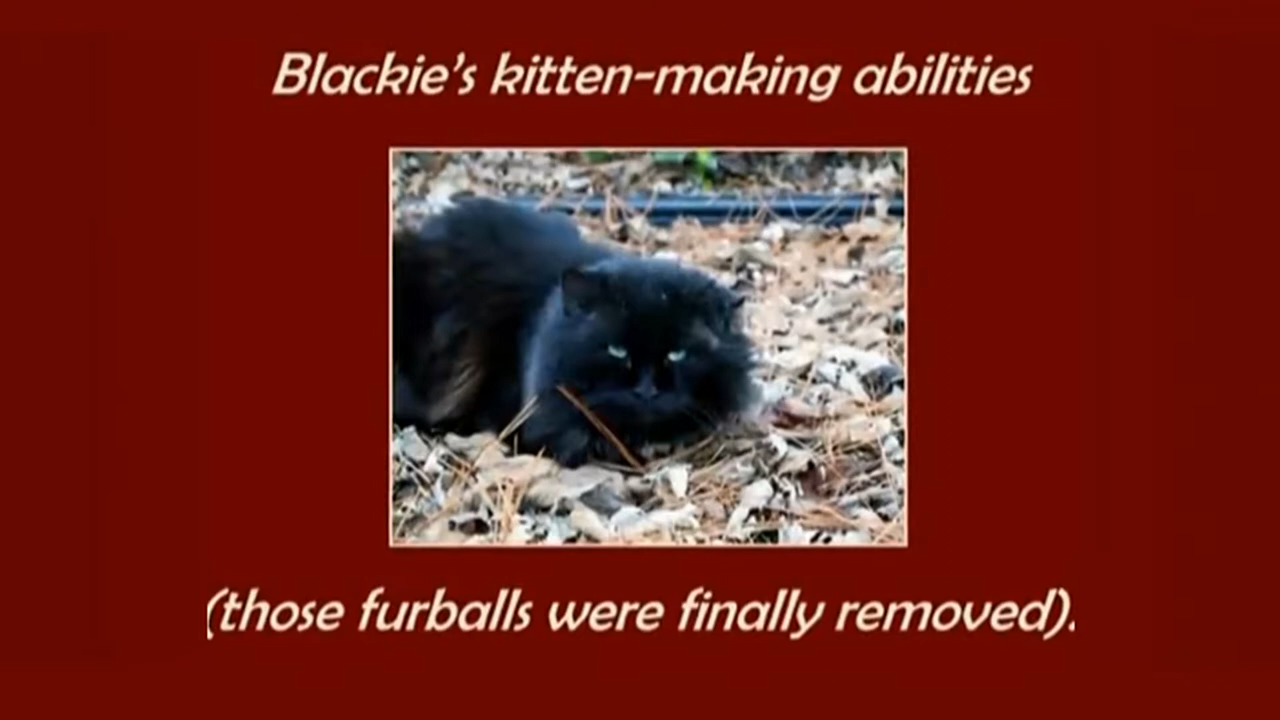 Blackie's kitten-making abilities
(those furballs were finally removed).